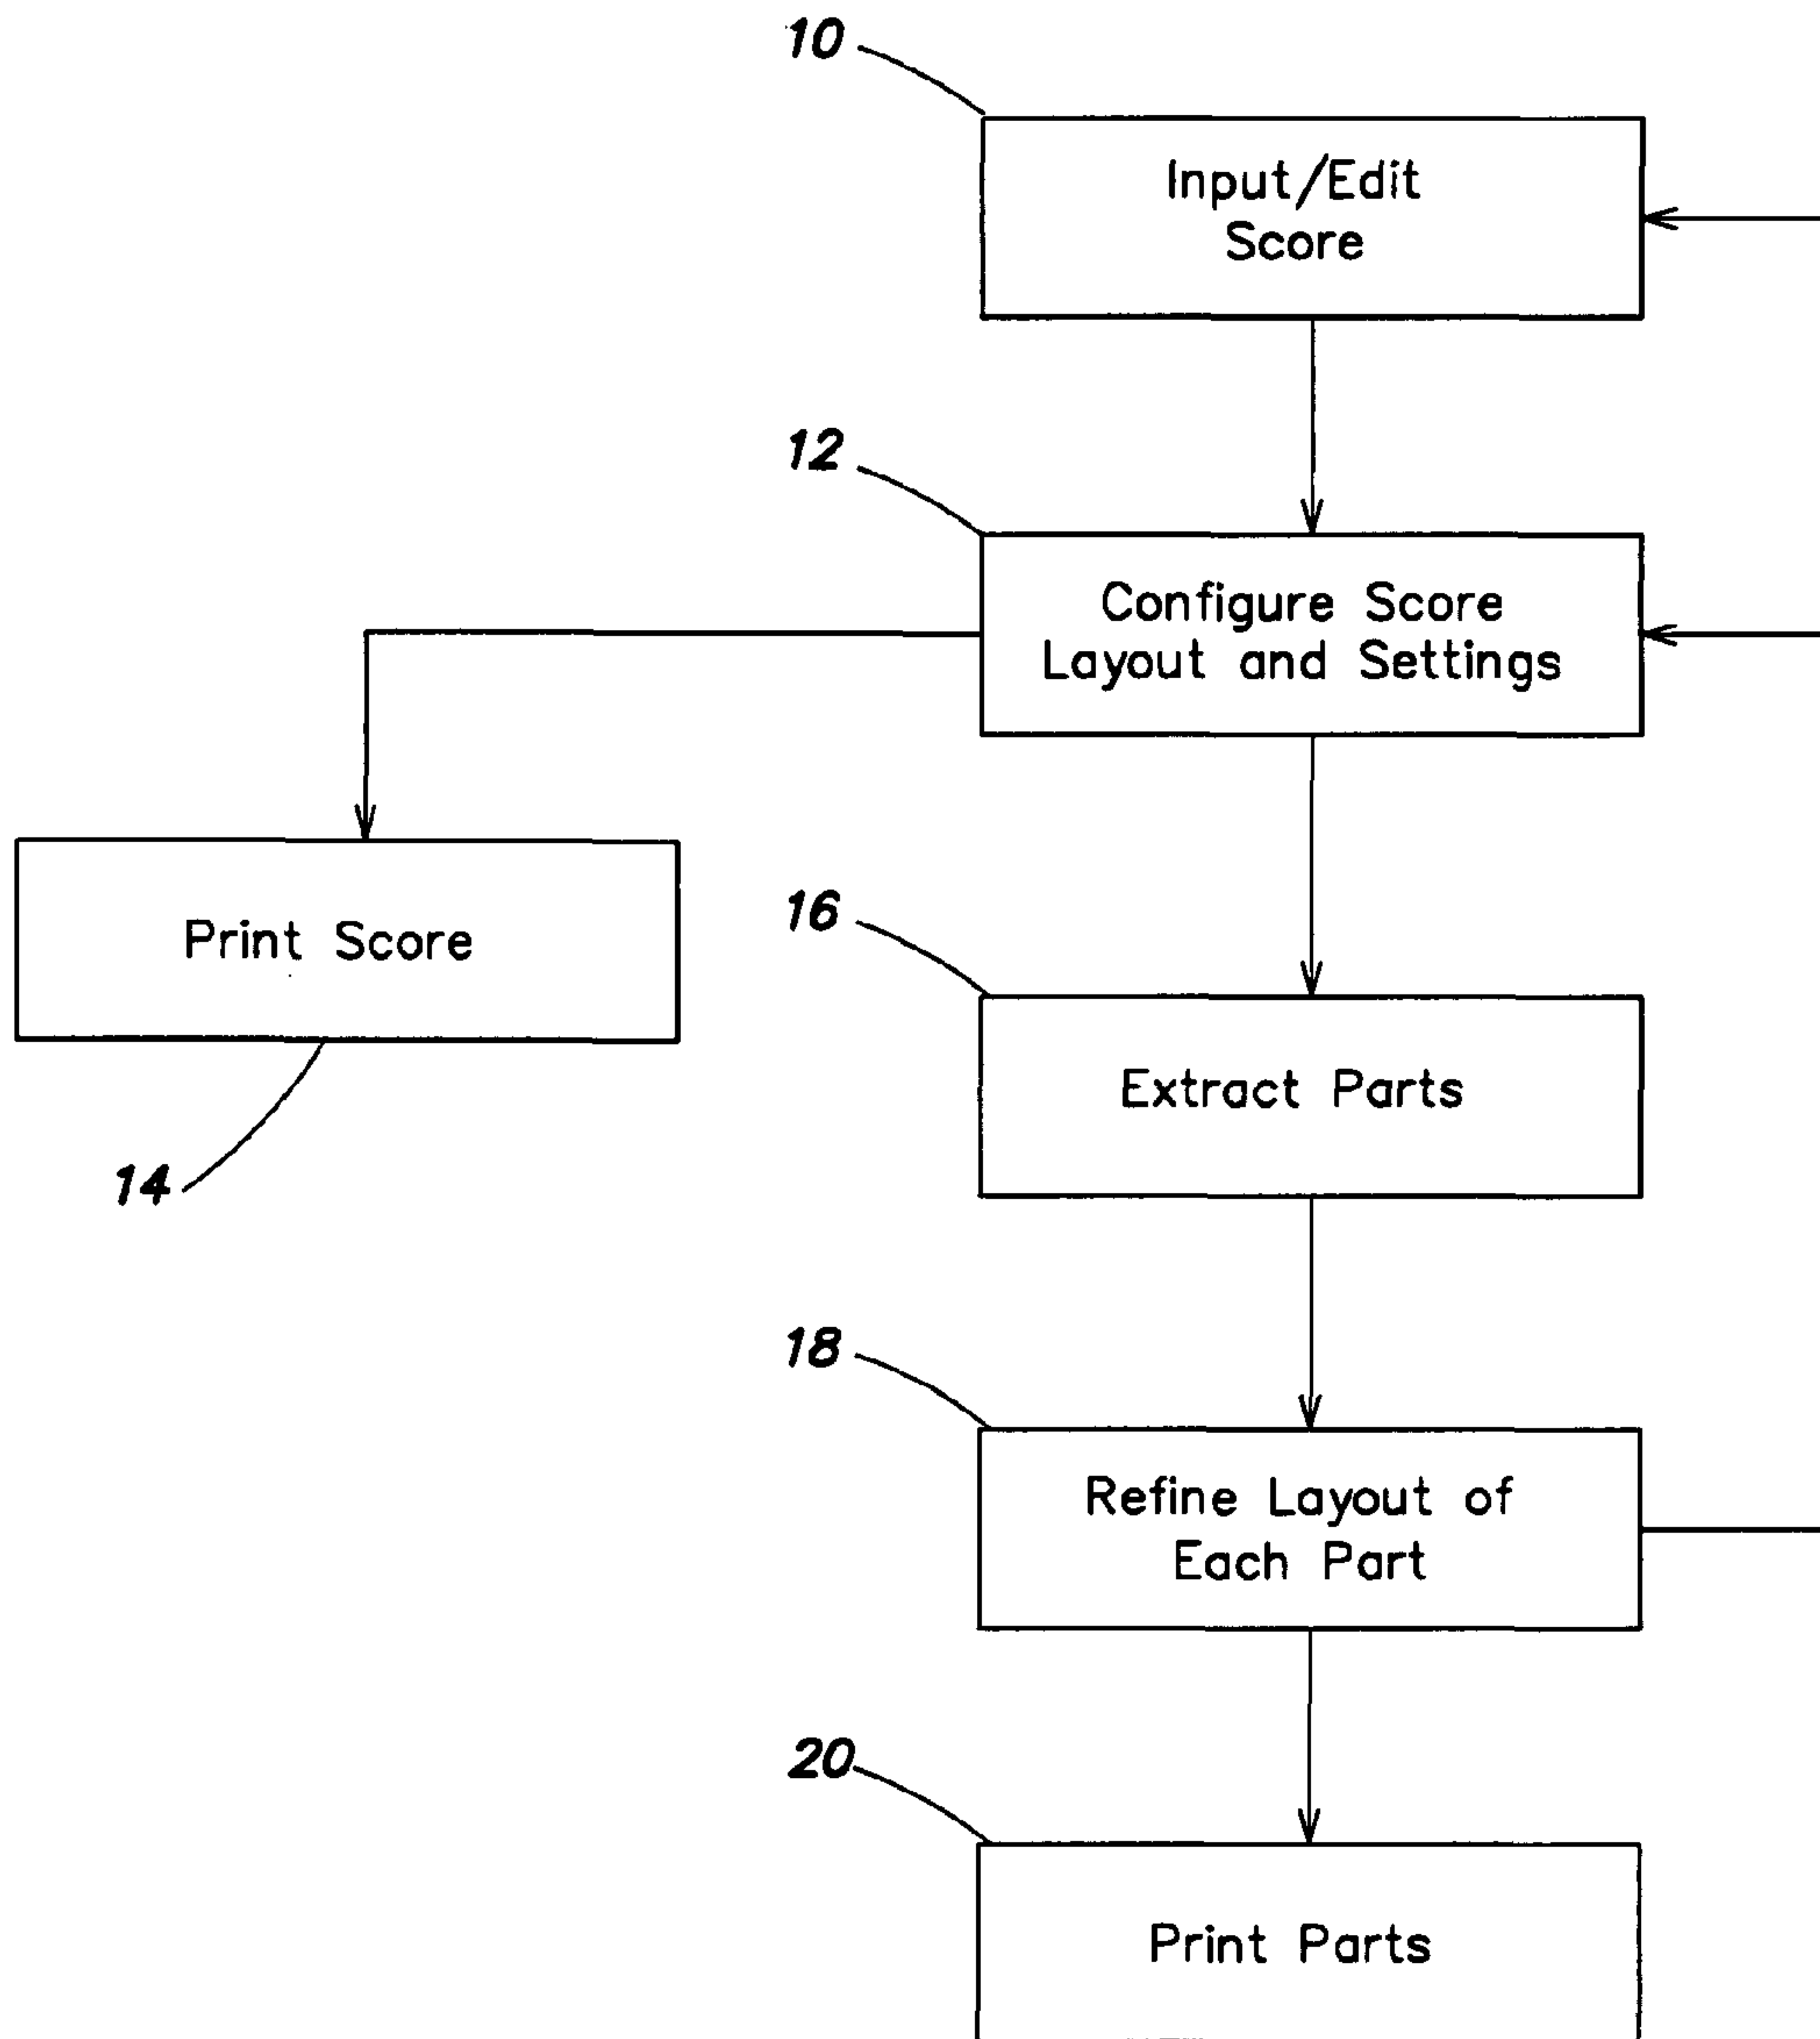 10
Input/Edit
Score
12
Configure Score
Layout and Settings
Print Score
14
16
Extract Parts
18
Refine Layout of
Each Part
20
Print Parts